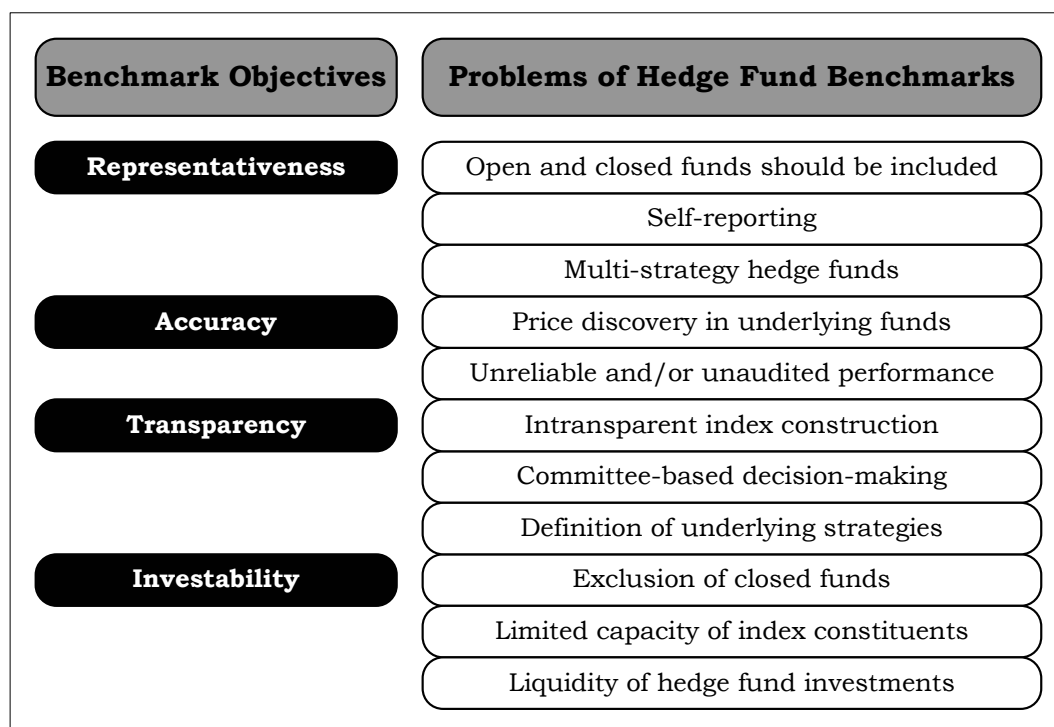 Benchmark Objectives
Problems of Hedge Fund Benchmarks
Representativeness
Open and closed funds should be included
Self-reporting
Multi-strategy hedge funds
Accuracy
Price discovery in underlying funds
Unreliable and/or unaudited performance
Transparency
Intransparent index construction
Committee-based decision-making
Definition of underlying strategies
Investability
Exclusion of closed funds
Limited capacity of index constituents
Liquidity of hedge fund investments